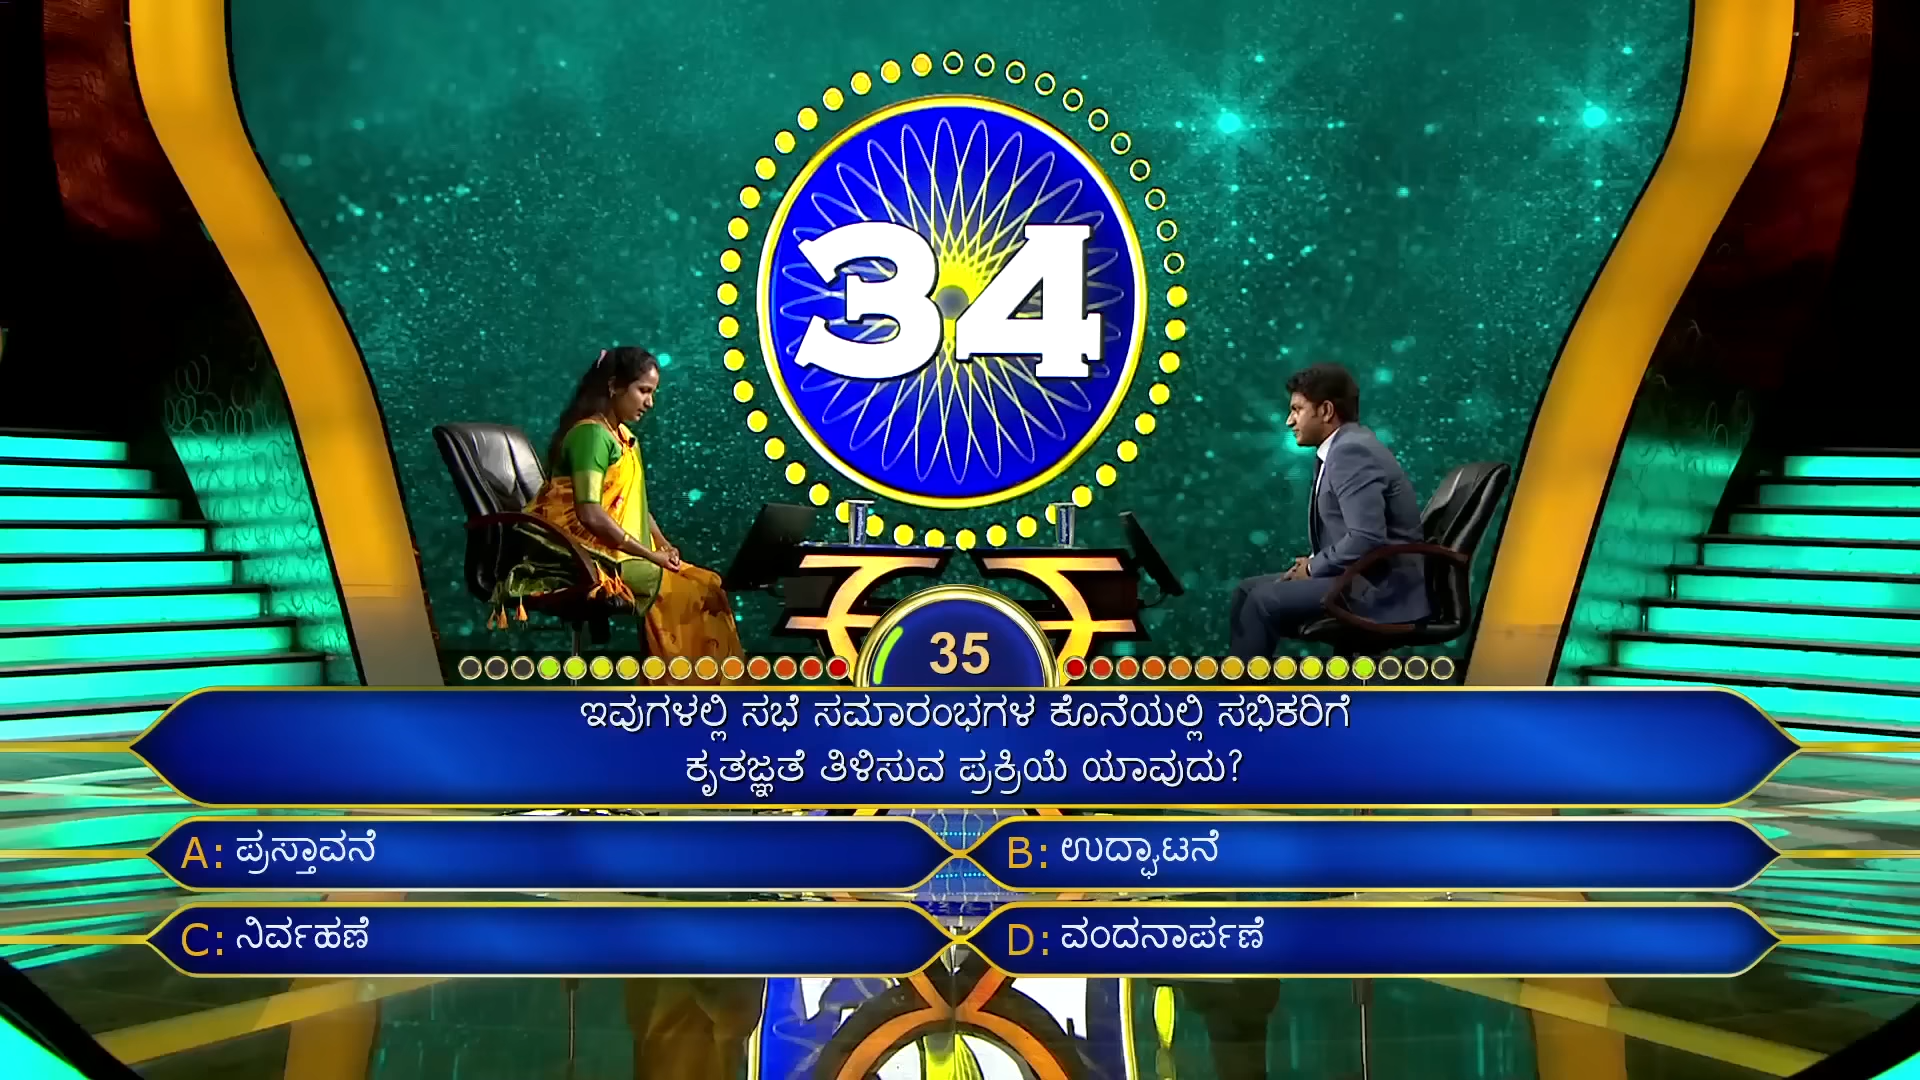 34
35
ಇವುಗಳಲ್ಲಿ ಸಭೆ ಸಮಾರಂಭಗಳ ಕೊನೆಯಲ್ಲಿ ಸಭಿಕರಿಗೆ
ಕೃತಜ್ಞತೆ ತಿಳಿಸುವ ಪ್ರಕ್ರಿಯೆ ಯಾವುದು?
A: ಪ್ರಸ್ತಾವನೆ
B: ಉದ್ಘಾಟನೆ
C: ನಿರ್ವಹಣೆ
D: ವಂದನಾರ್ಪಣೆ